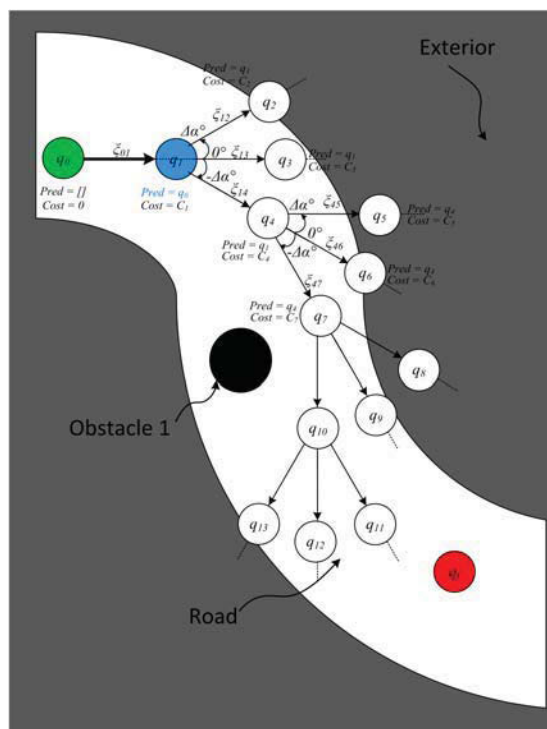 Exterior
Pred = q₁
Cost = C₂
q₂
ξ₁₂
Δα°
q₀
ξ₀₁
q₁
0°
ξ₁₃
q₃
Pred = q₁
Cost = C₃
-Δα°
ξ₁₄
Pred = []
Cost = 0
Pred = q₀
Cost = C₁
q₄
Δα°
ξ₄₅
q₅
Pred = q₄
Cost = C₅
0°
ξ₄₆
-Δα°
Pred = q₁
Cost = C₄
q₆
Pred = q₄
Cost = C₆
ξ₄₇
Pred = q₄
Cost = C₇
q₇
q₈
Obstacle 1
q₉
q₁₀
q₁₃
q₁₂
q₁₁
Road